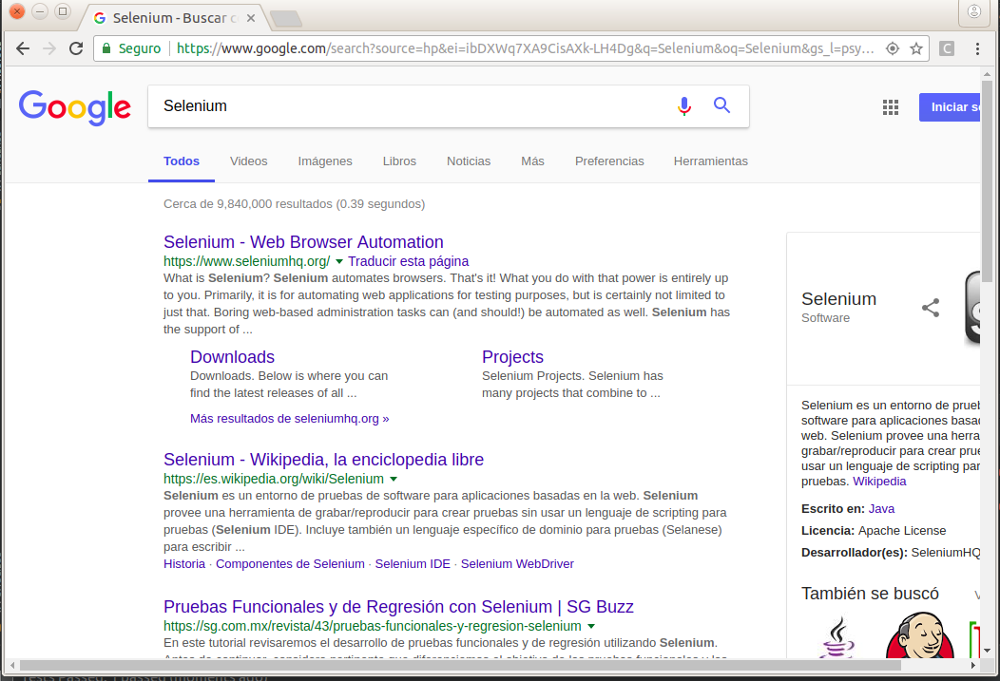 Selenium - Buscar c
Seguro
https://www.google.com/search?source=hp&ei=ibDXWq7XA9CisAXk-LH4Dg&q=Selenium&oq=Selenium&gs_l=psy…
C
Google
Selenium
Iniciar se
Todos
Videos
Imágenes
Libros
Noticias
Más
Preferencias
Herramientas
Cerca de 9,840,000 resultados (0.39 segundos)
Selenium - Web Browser Automation
https://www.seleniumhq.org/ Traducir esta página
What is Selenium? Selenium automates browsers. That's it! What you do with that power is entirely up
to you. Primarily, it is for automating web applications for testing purposes, but is certainly not limited to
just that. Boring web-based administration tasks can (and should!) be automated as well. Selenium has
the support of ...
Downloads
Downloads. Below is where you can
find the latest releases of all ...
Projects
Selenium Projects. Selenium has
many projects that combine to ...
Más resultados de seleniumhq.org »
Selenium - Wikipedia, la enciclopedia libre
https://es.wikipedia.org/wiki/Selenium
Selenium es un entorno de pruebas de software para aplicaciones basadas en la web. Selenium
provee una herramienta de grabar/reproducir para crear pruebas sin usar un lenguaje de scripting para
pruebas (Selenium IDE). Incluye también un lenguaje específico de dominio para pruebas (Selanese)
para escribir ...
Historia · Componentes de Selenium · Selenium IDE · Selenium WebDriver
Pruebas Funcionales y de Regresión con Selenium | SG Buzz
https://sg.com.mx/revista/43/pruebas-funcionales-y-regresion-selenium
En este tutorial revisaremos el desarrollo de pruebas funcionales y de regresión utilizando Selenium.
Selenium
Software
Selenium es un entorno de prueb
software para aplicaciones basad
web. Selenium provee una herra
grabar/reproducir para crear prue
usar un lenguaje de scripting par
pruebas. Wikipedia
Escrito en: Java
Licencia: Apache License
Desarrollador(es): SeleniumHQ
También se buscó